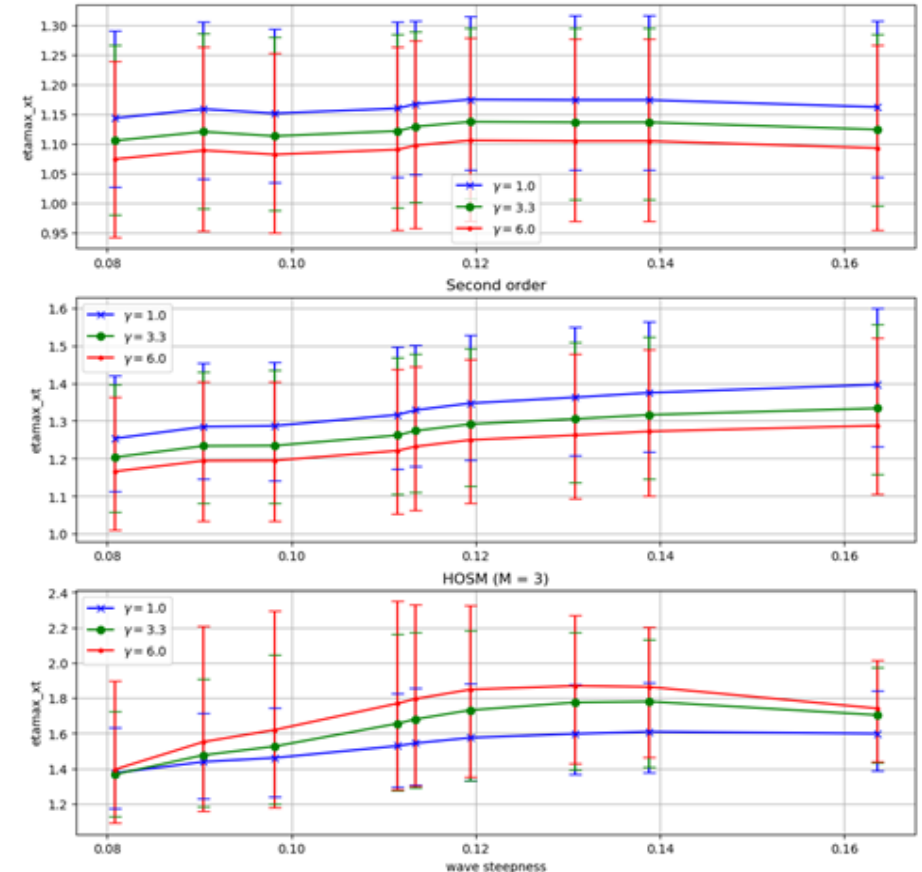 1.30
1.25
1.20
1.15
1.10
1.05
1.00
0.95
etamax_xt
γ = 1.0
γ = 3.3
γ = 6.0
0.08 0.10 0.12 0.14 0.16
Second order
1.6
1.5
1.4
1.3
1.2
1.1
1.0
etamax_xt
γ = 1.0
γ = 3.3
γ = 6.0
0.08 0.10 0.12 0.14 0.16
HOSM (M = 3)
2.4
2.2
2.0
1.8
1.6
1.4
1.2
etamax_xt
γ = 1.0
γ = 3.3
γ = 6.0
0.08 0.10 0.12 0.14 0.16
wave steepness